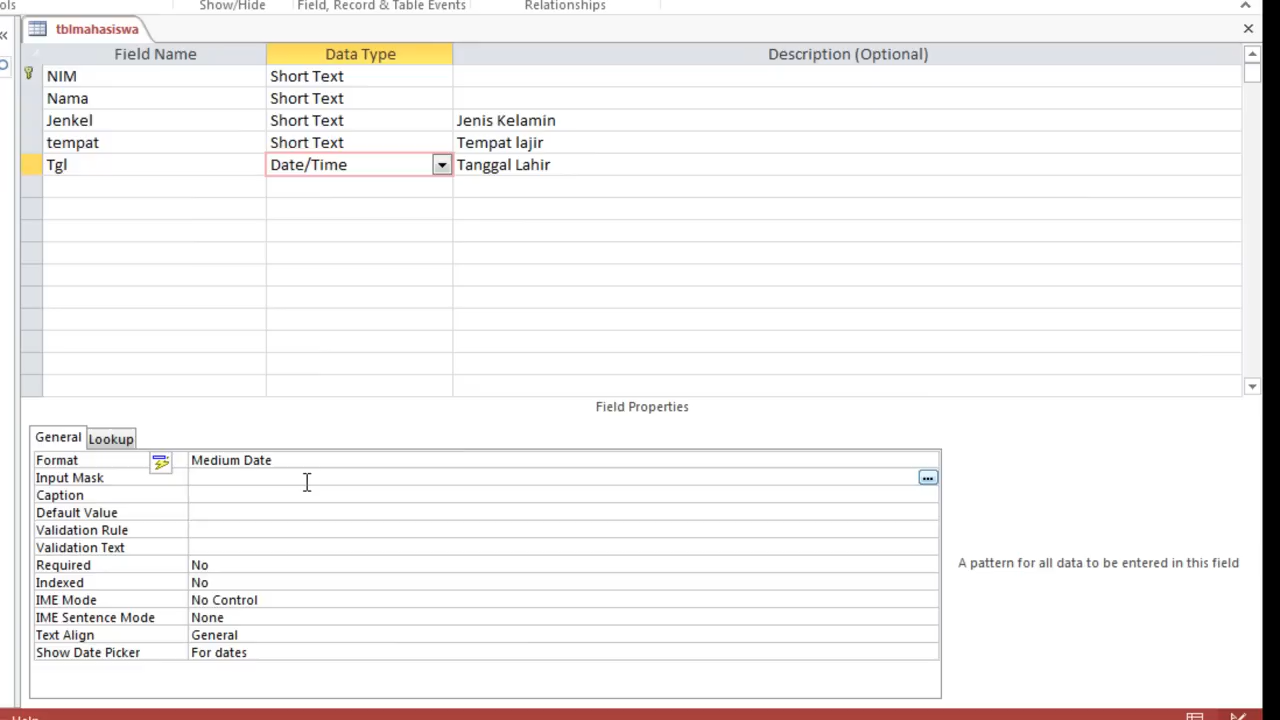 Show/Hide Field, Record & Table Events Relationships
tblmahasiswa
Field Name Data Type Description (Optional)
NIM Short Text
Nama Short Text
Jenkel Short Text Jenis Kelamin
tempat Short Text Tempat lajir
Tgl Date/Time Tanggal Lahir
Field Properties
General Lookup
Format Medium Date
Input Mask
Caption
Default Value
Validation Rule
Validation Text
Required No
Indexed No
IME Mode No Control
IME Sentence Mode None
Text Align General
Show Date Picker For dates
A pattern for all data to be entered in this field